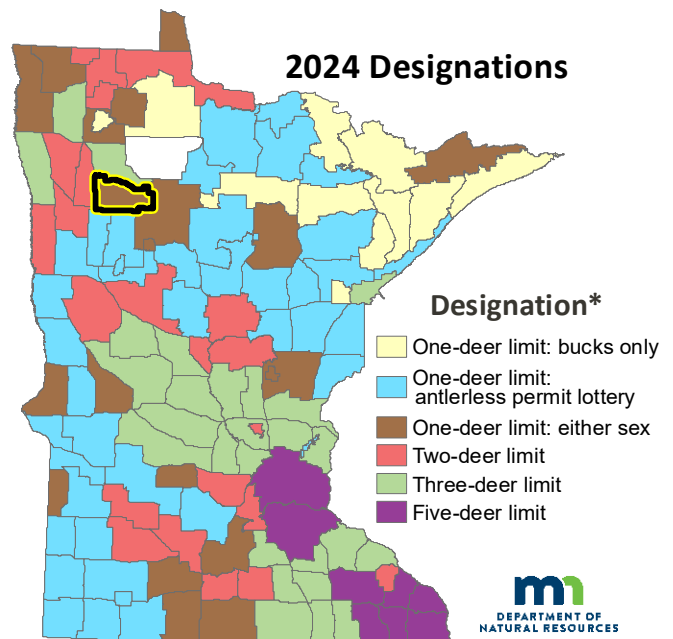 2024 Designations
Designation*
One-deer limit: bucks only
One-deer limit:
antlerless permit lottery
One-deer limit: either sex
Two-deer limit
Three-deer limit
Five-deer limit
mn
DEPARTMENT OF
NATURAL RESOURCES